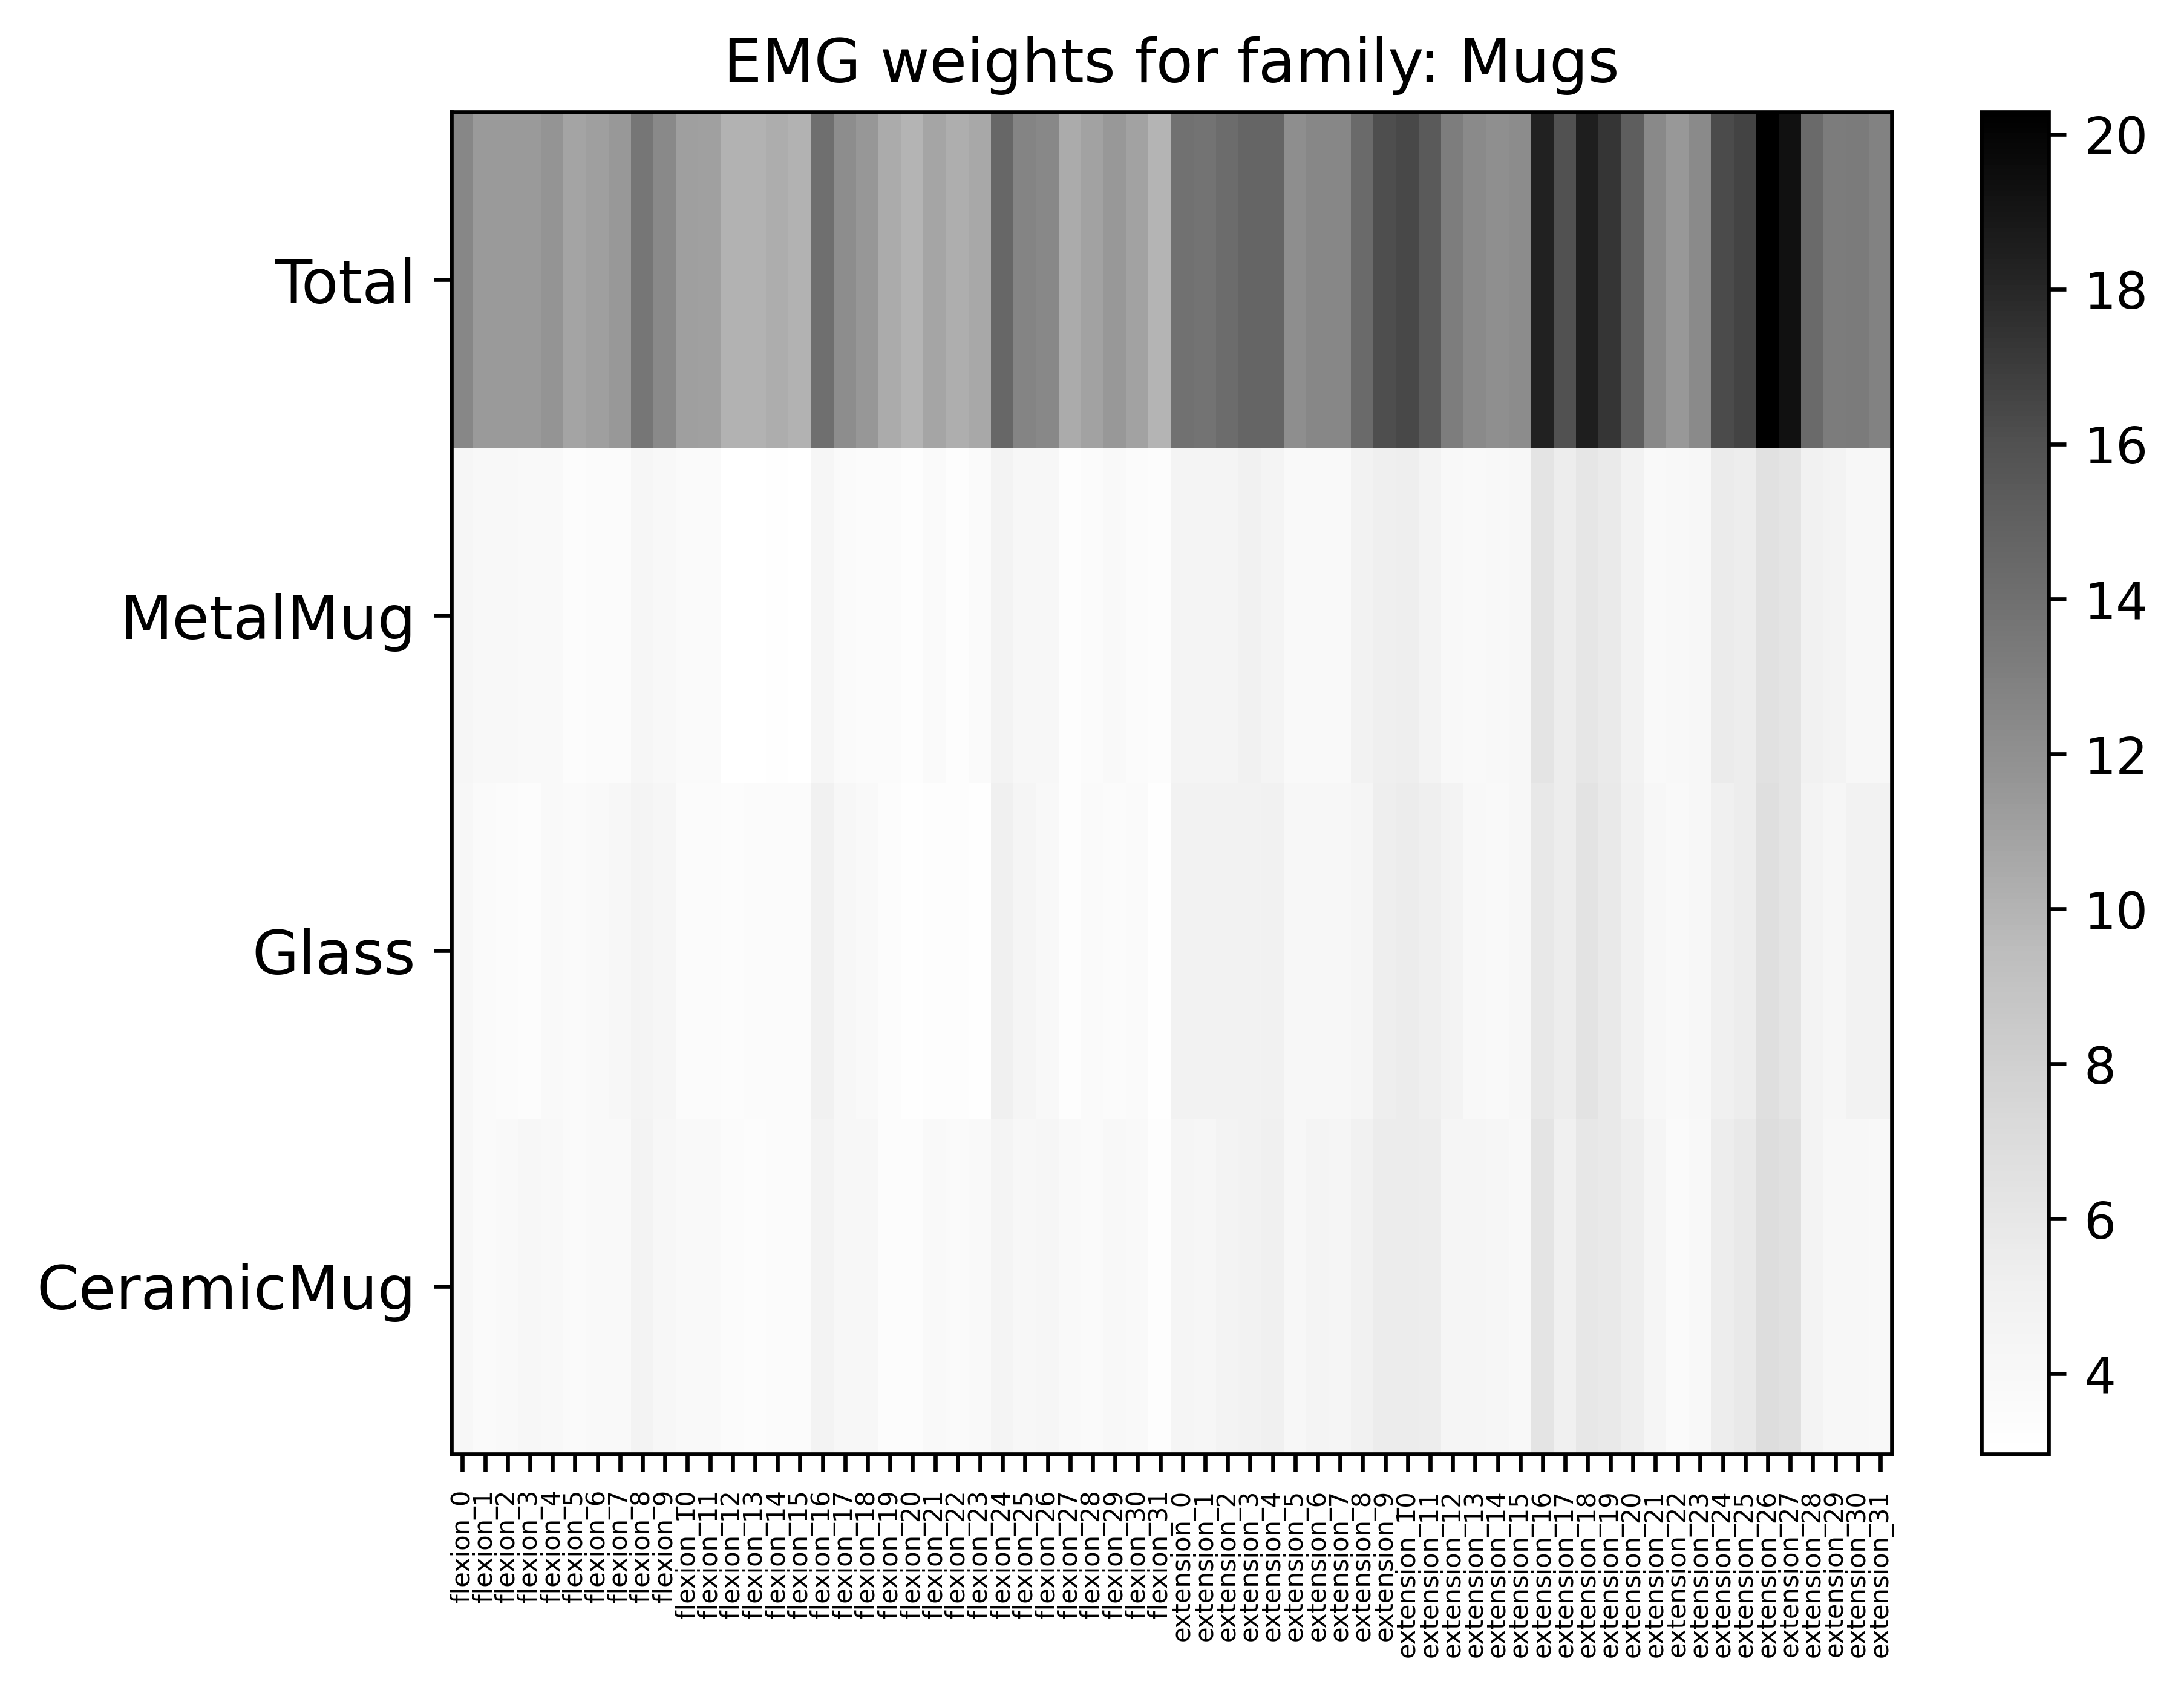 EMG weights for family: Mugs
Total
MetalMug
Glass
CeramicMug
20
18
16
14
12
10
8
6
4
flexion_0
flexion_1
flexion_2
flexion_3
flexion_4
flexion_5
flexion_6
flexion_7
flexion_8
flexion_9
flexion_10
flexion_11
flexion_12
flexion_13
flexion_14
flexion_15
flexion_16
flexion_17
flexion_18
flexion_19
flexion_20
flexion_21
flexion_22
flexion_23
flexion_24
flexion_25
flexion_26
flexion_27
flexion_28
flexion_29
flexion_30
flexion_31
extension_0
extension_1
extension_2
extension_3
extension_4
extension_5
extension_6
extension_7
extension_8
extension_9
extension_10
extension_11
extension_12
extension_13
extension_14
extension_15
extension_16
extension_17
extension_18
extension_19
extension_20
extension_21
extension_22
extension_23
extension_24
extension_25
extension_26
extension_27
extension_28
extension_29
extension_30
extension_31